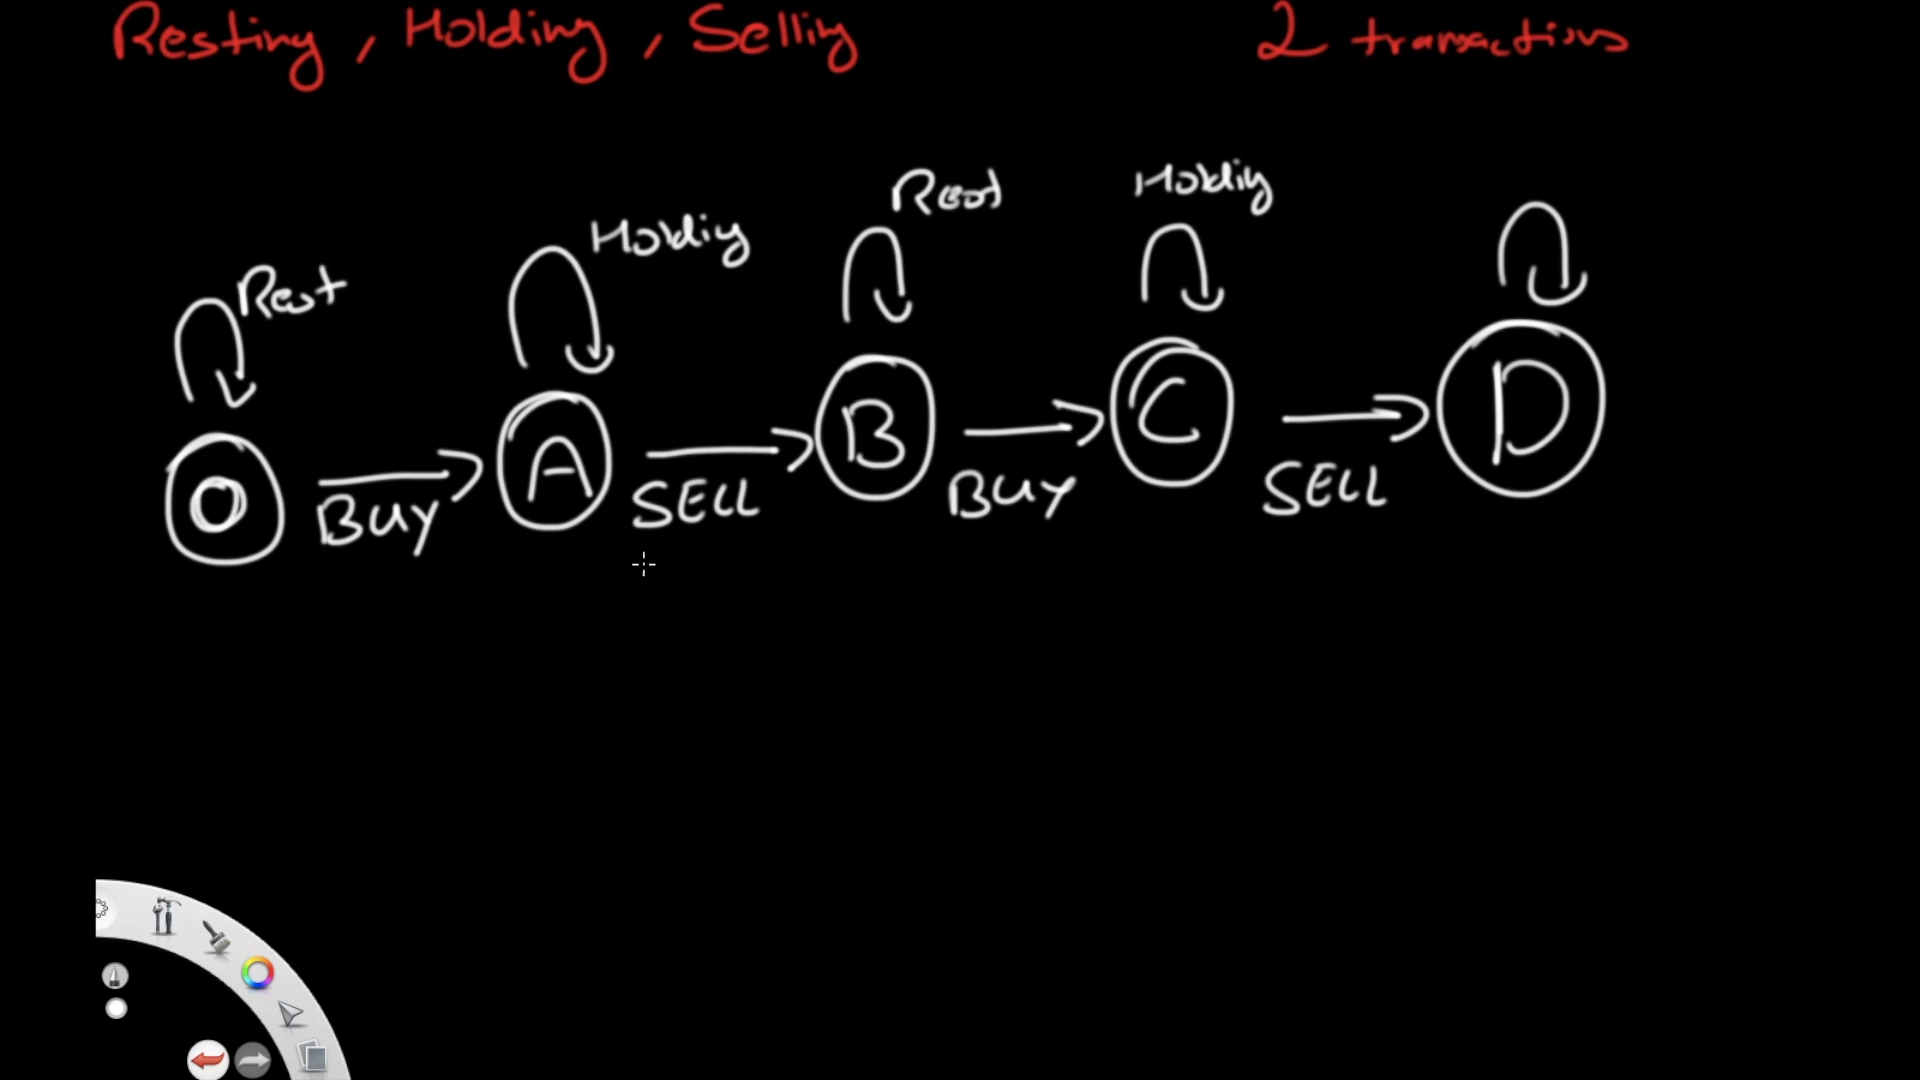 Resting, Holding, Selling
2 transactions
Rest
Holding
Rest
Holding
O
BUY
A
SELL
B
BUY
C
SELL
D